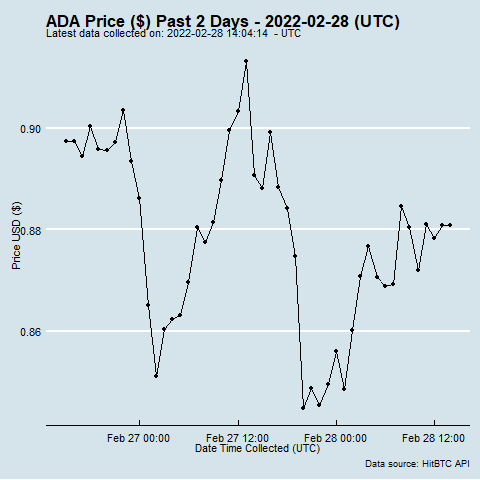 ADA Price ($) Past 2 Days - 2022-02-28 (UTC)
Latest data collected on: 2022-02-28 14:04:14 - UTC
Price USD ($)
0.90
0.88
0.86
Feb 27 00:00
Feb 27 12:00
Feb 28 00:00
Feb 28 12:00
Date Time Collected (UTC)
Data source: HitBTC API